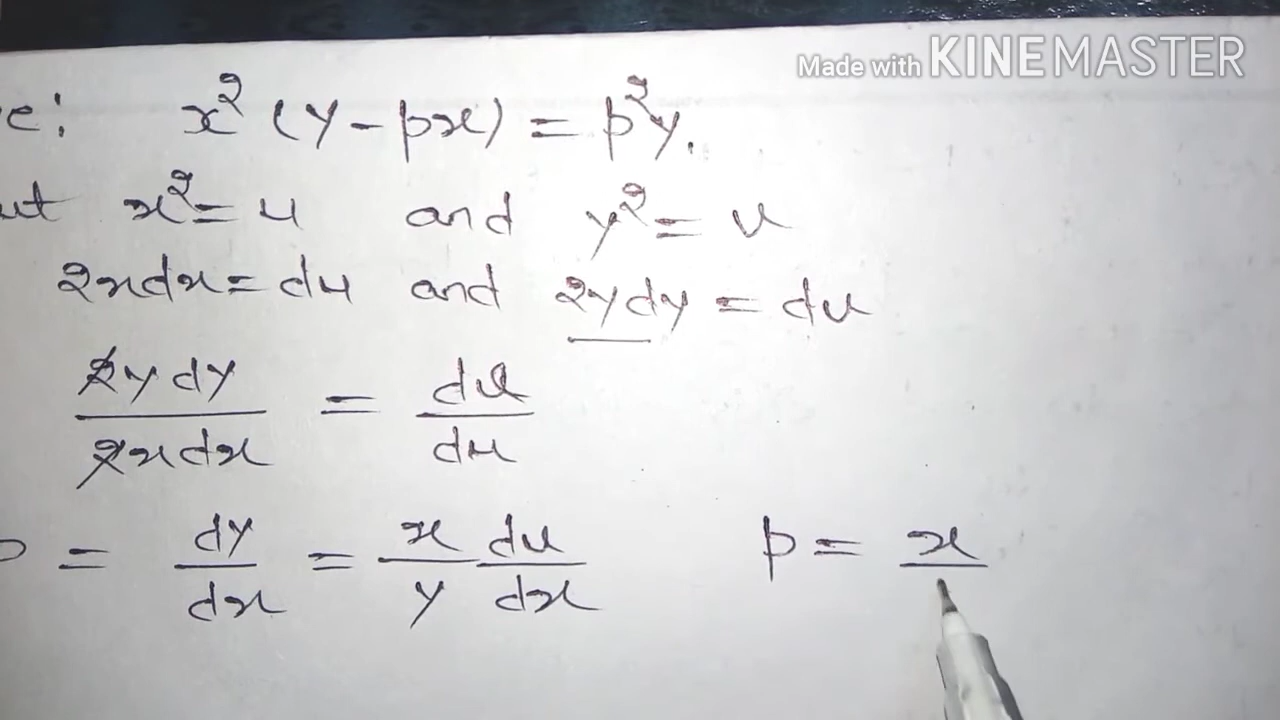 Made with KINEMASTER
e: x² (y - px) = p²y.
ut x² = u and y² = v
2xdx = du and 2ydy = dv
2ydy / 2xdx = dv / du
p = dy/dx = x/y dv/dx p = x